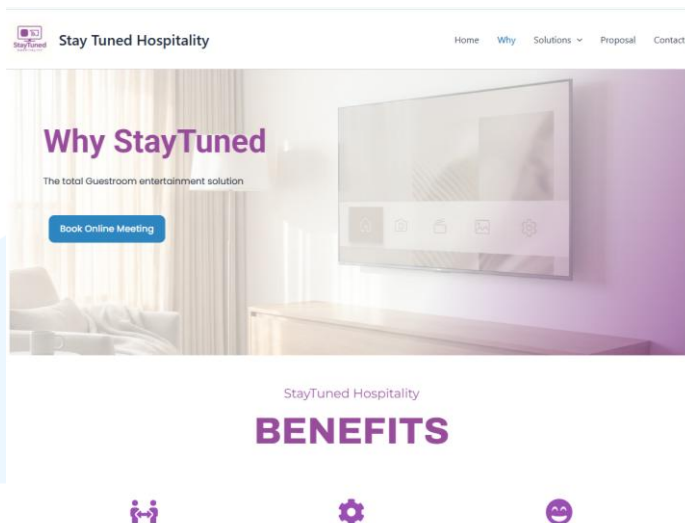 StayTuned
Stay Tuned Hospitality
Home Why Solutions Proposal Contact
Why StayTuned
The total Guestroom entertainment solution
Book Online Meeting
StayTuned Hospitality
BENEFITS